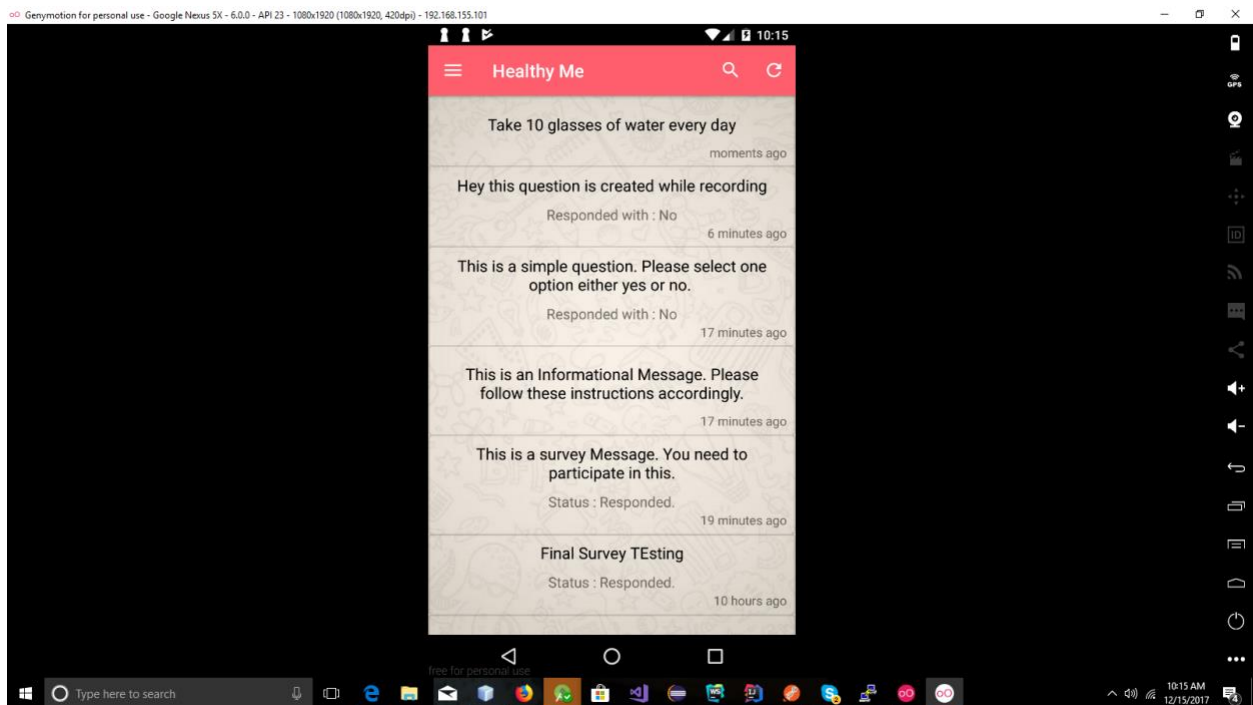 Genymotion for personal use - Google Nexus 5X - 6.0.0 - API 23 - 1080x1920 (1080x1920, 420dpi) - 192.168.155.101
10:15
Healthy Me
GPS
Take 10 glasses of water every day
moments ago
Hey this question is created while recording
Responded with : No
6 minutes ago
ID
This is a simple question. Please select one
option either yes or no.
Responded with : No
17 minutes ago
This is an Informational Message. Please
follow these instructions accordingly.
17 minutes ago
This is a survey Message. You need to
participate in this.
Status : Responded.
19 minutes ago
Final Survey TEsting
Status : Responded.
10 hours ago
free for personal use
Type here to search
10:15 AM
12/15/2017